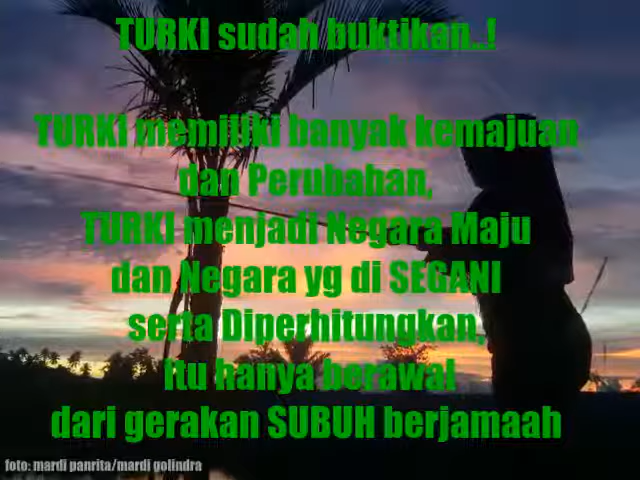 TURKI sudah buktikan..!
TURKI memiliki banyak kemajuan
dan Perubahan,
TURKI menjadi Negara Maju
dan Negara yg di SEGANI
serta Diperhitungkan,
Itu hanya berawal
dari gerakan SUBUH berjamaah
foto: mardi panrita/mardi golindra